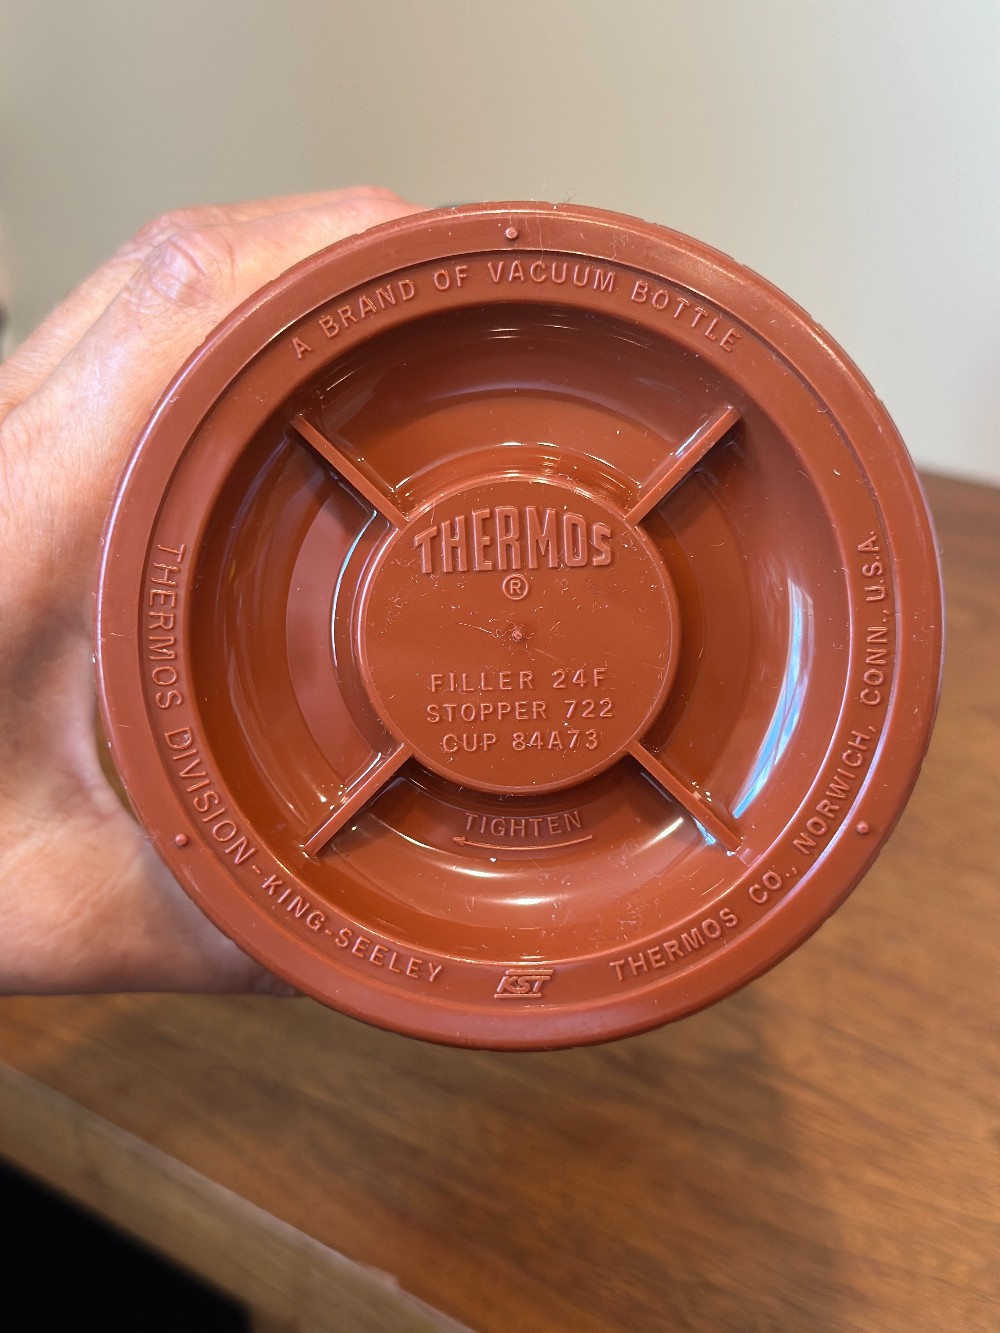 A BRAND OF VACUUM BOTTLE
THERMOS
®
FILLER 24F
STOPPER 722
CUP 84A73
TIGHTEN
THERMOS DIVISION-KING-SEELEY
KST
THERMOS CO., NORWICH, CONN., U.S.A.